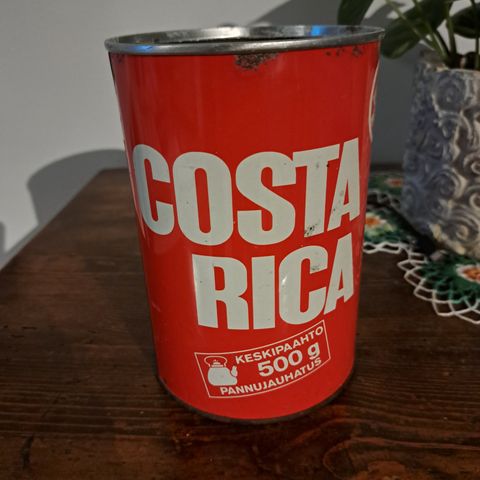 COSTA
RICA
KESKIPAAHTO
500 g
PANNUJAUHATUS